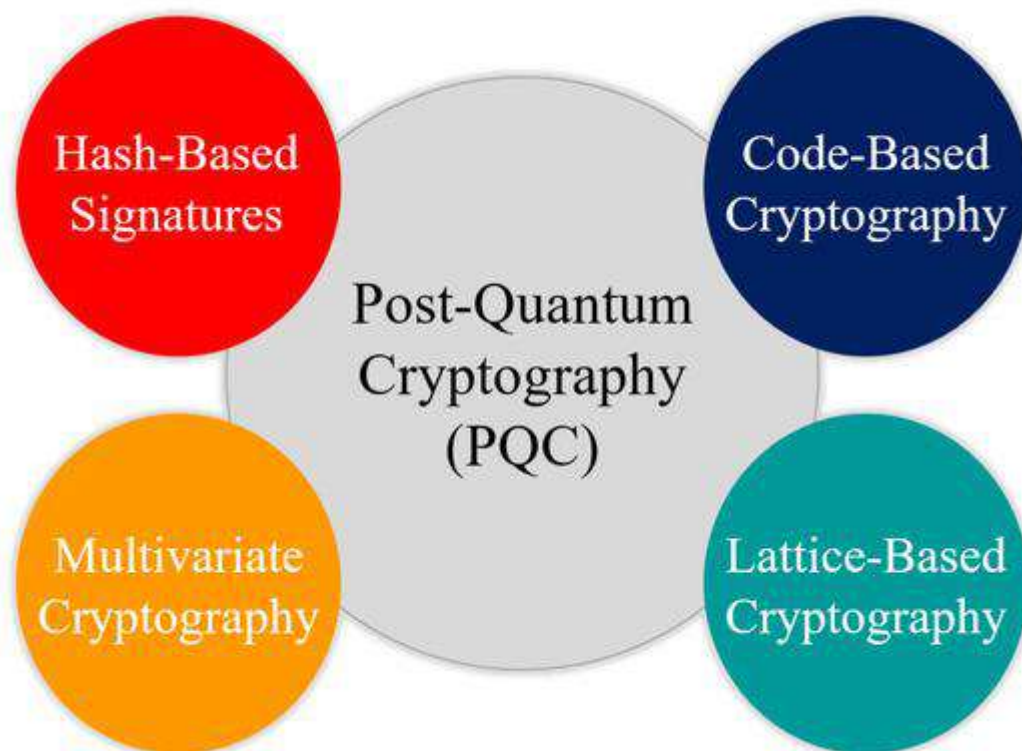 Hash-Based
Signatures
Code-Based
Cryptography
Post-Quantum
Cryptography
(PQC)
Multivariate
Cryptography
Lattice-Based
Cryptography